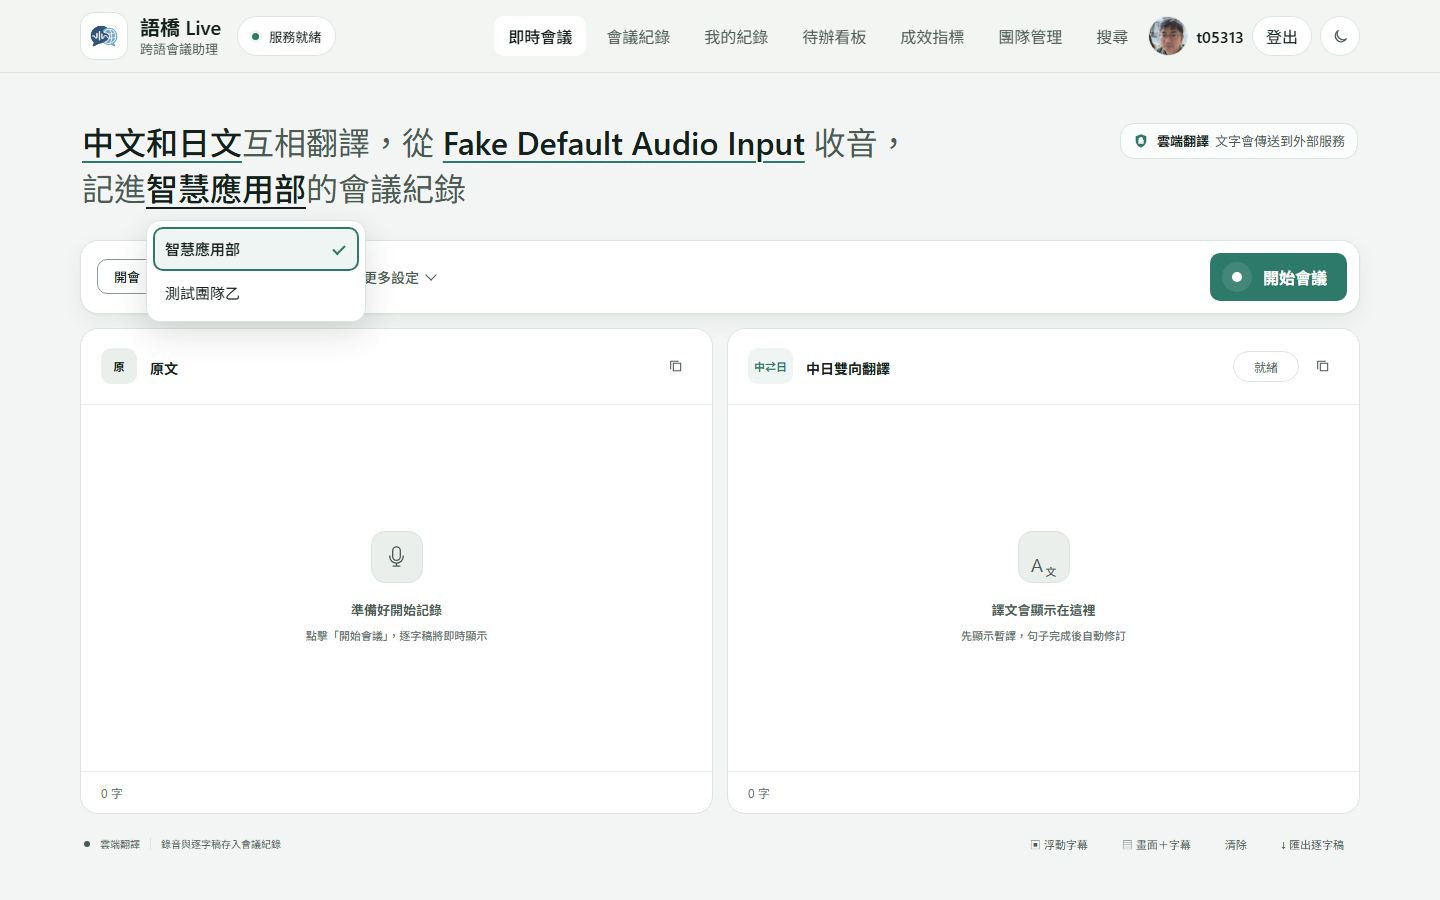 語橋 Live
跨語會議助理
服務就緒
即時會議
會議紀錄
我的紀錄
待辦看板
成效指標
團隊管理
搜尋
t05313
登出
中文和日文互相翻譯，從 Fake Default Audio Input 收音，
記進智慧應用部的會議紀錄
雲端翻譯 文字會傳送到外部服務
智慧應用部
測試團隊乙
開會
更多設定
開始會議
原 原文
中⇄日 中日雙向翻譯
就緒
準備好開始記錄
點擊「開始會議」，逐字稿將即時顯示
A文
譯文會顯示在這裡
先顯示暫譯，句子完成後自動修訂
0 字
0 字
雲端翻譯 錄音與逐字稿存入會議紀錄
浮動字幕
畫面＋字幕
清除
↓ 匯出逐字稿